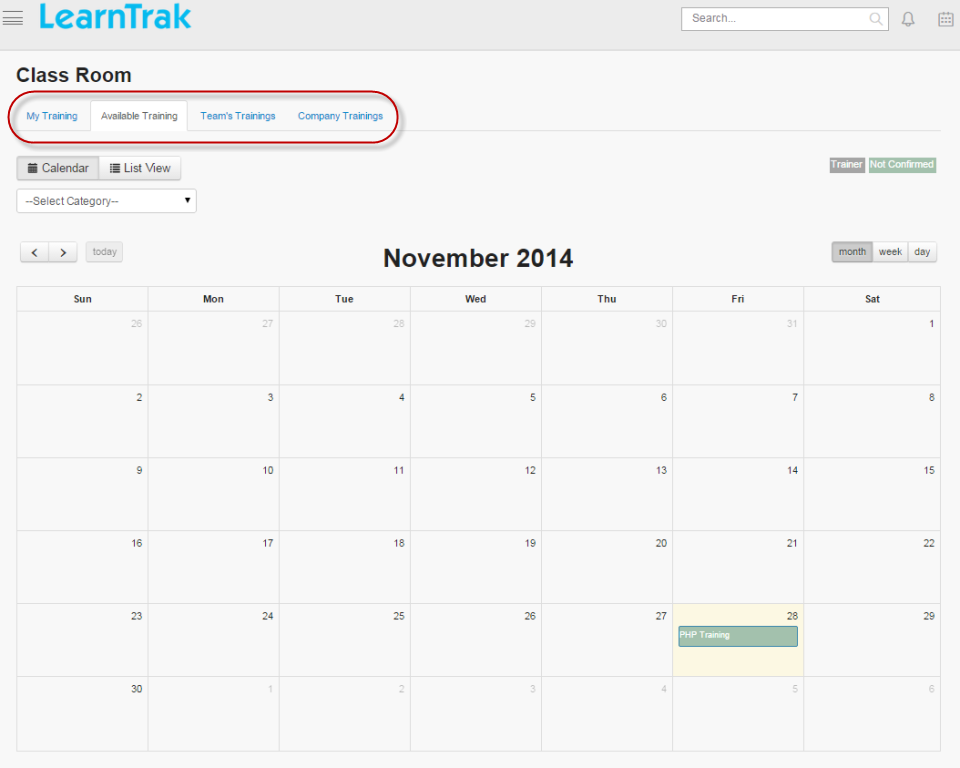 LearnTrak
Search...
Class Room
My Training Available Training Team's Trainings Company Trainings
Calendar List View Trainer Not Confirmed
--Select Category--
today November 2014 month week day
Sun Mon Tue Wed Thu Fri Sat
26 27 28 29 30 31 1
2 3 4 5 6 7 8
9 10 11 12 13 14 15
16 17 18 19 20 21 22
23 24 25 26 27 28 29
PHP Training
30 1 2 3 4 5 6